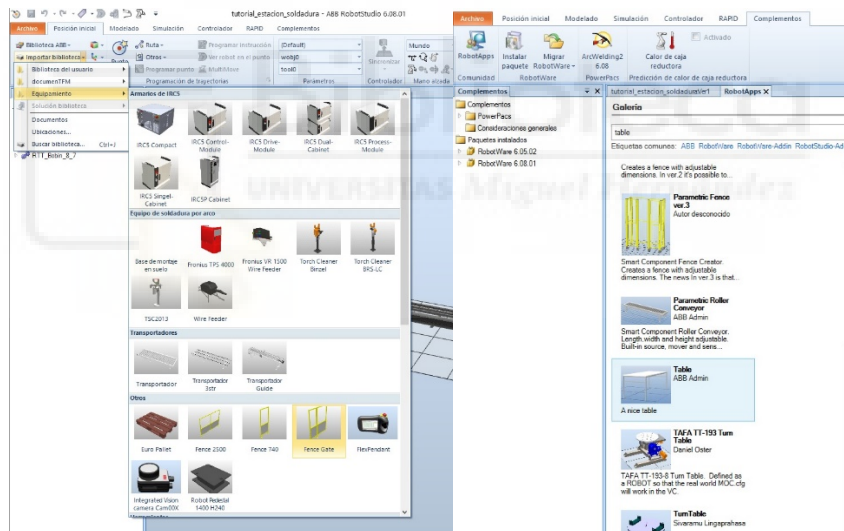 tutorial_estacion_soldadura - ABB RobotStudio 6.08.01
Archivo Posición inicial Modelado Simulación Controlador RAPID Complementos
Biblioteca ABB
Importar biblioteca
Ruta
Otras
Programar punto
Programar instrucción
Ver robot en el punto
MultiMove
(Default)
wobj0
tool0
Sincronizar
Mundo
Programación de trayectorias
Parámetros
Controlador
Mano alzada
Biblioteca del usuario
documenTFM
Equipamiento
Solución Biblioteca
Documentos
Ubicaciones...
Buscar biblioteca... Ctrl+J
RTT_Bobin_8_7
Armarios de IRC5
IRC5 Compact
IRC5 Control-Module
IRC5 Drive-Module
IRC5 Dual-Cabinet
IRC5 Process-Module
IRC5 Singel-Cabinet
IRC5P Cabinet
Equipo de soldadura por arco
Base de montaje en suelo
Fronius TPS 4000
Fronius VR 1500 Wire Feeder
Torch Cleaner Binzel
Torch Cleaner BRS-LC
TSC2013
Wire Feeder
Transportadores
Transportador
Transportador 3str
Transportador Guide
Otros
Euro Pallet
Fence 2500
Fence 740
Fence Gate
FlexPendant
Integrated Vision camera Cam00X
Robot Pedestal 1400 H240
UNIVERSITAS Miguel Hernández
Archivo Posición inicial Modelado Simulación Controlador RAPID Complementos
RobotApps
Instalar paquete
Migrar RobotWare
ArcWelding2 6.08
Calor de caja reductora
Activado
Comunidad
RobotWare
PowerPacs
Predicción de calor de caja reductora
Complementos
Complementos
PowerPacs
Consideraciones generales
Paquetes instalados
RobotWare 6.05.02
RobotWare 6.08.01
tutorial_estacion_soldaduraVer1
RobotApps X
Galería
table
Etiquetas comunes: ABB RobotWare RobotWare-Addin RobotStudio-Ad
Creates a fence with adjustable
dimensions. In ver.2 it's possible to...
Parametric Fence
ver.3
Autor desconocido
Smart Component Fence Creator.
Creates a fence with adjustable
dimensions. The news in ver.3 is that...
Parametric Roller
Conveyor
ABB Admin
Smart Component Roller Conveyor.
Length,width and height adjustable.
Built-in source, mover and sens...
Table
ABB Admin
A nice table
TAFA TT-193 Turn
Table
Daniel Oster
TAFA TT-193-6 Turn Table. Defined as
a ROBOT so that the real world MOC.cfg
will work in the VC.
TurnTable
Sivaramu Lingaprahasa